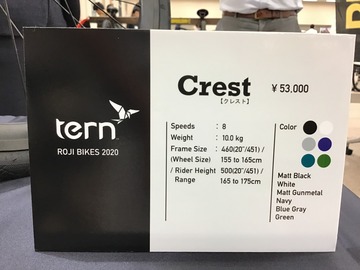 tern
ROJI BIKES 2020
Crest
【クレスト】
¥ 53,000
Speeds : 8
Weight : 10.0 kg
Frame Size : 460(20"/451) /
(Wheel Size) 155 to 165cm
/ Rider Height 500(20"/451) /
Range 165 to 175cm
Color
Matt Black
White
Matt Gunmetal
Navy
Blue Gray
Green